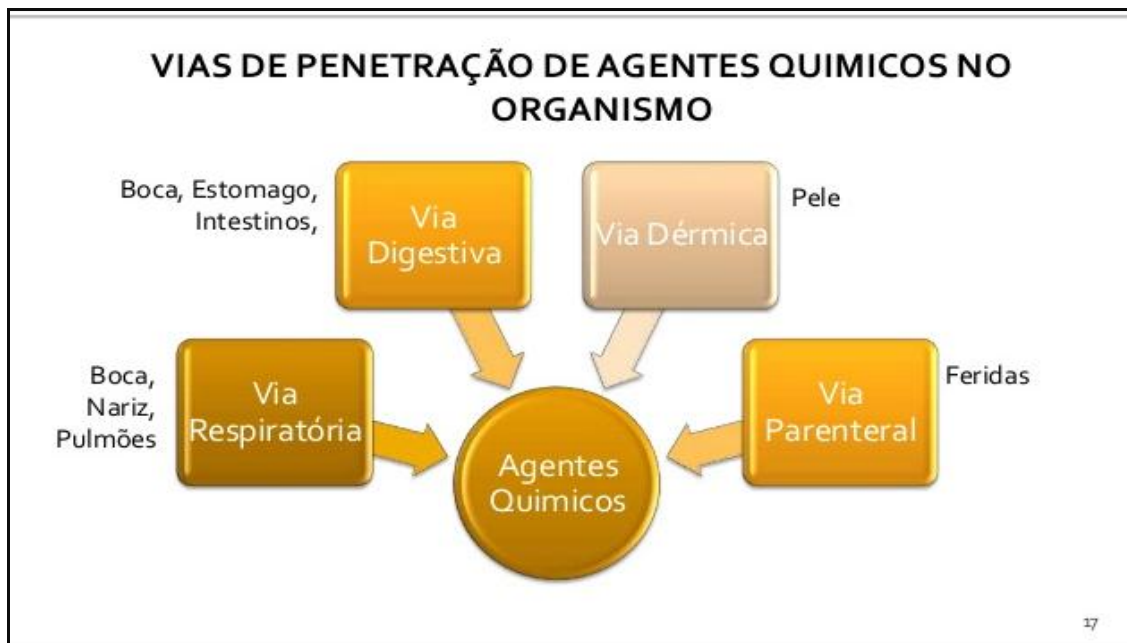 VIAS DE PENETRAÇÃO DE AGENTES QUIMICOS NO
ORGANISMO
Boca, Estomago,
Intestinos,
Via
Digestiva
Via Dérmica
Pele
Boca,
Nariz,
Pulmões
Via
Respiratória
Agentes
Quimicos
Via
Parenteral
Feridas
17